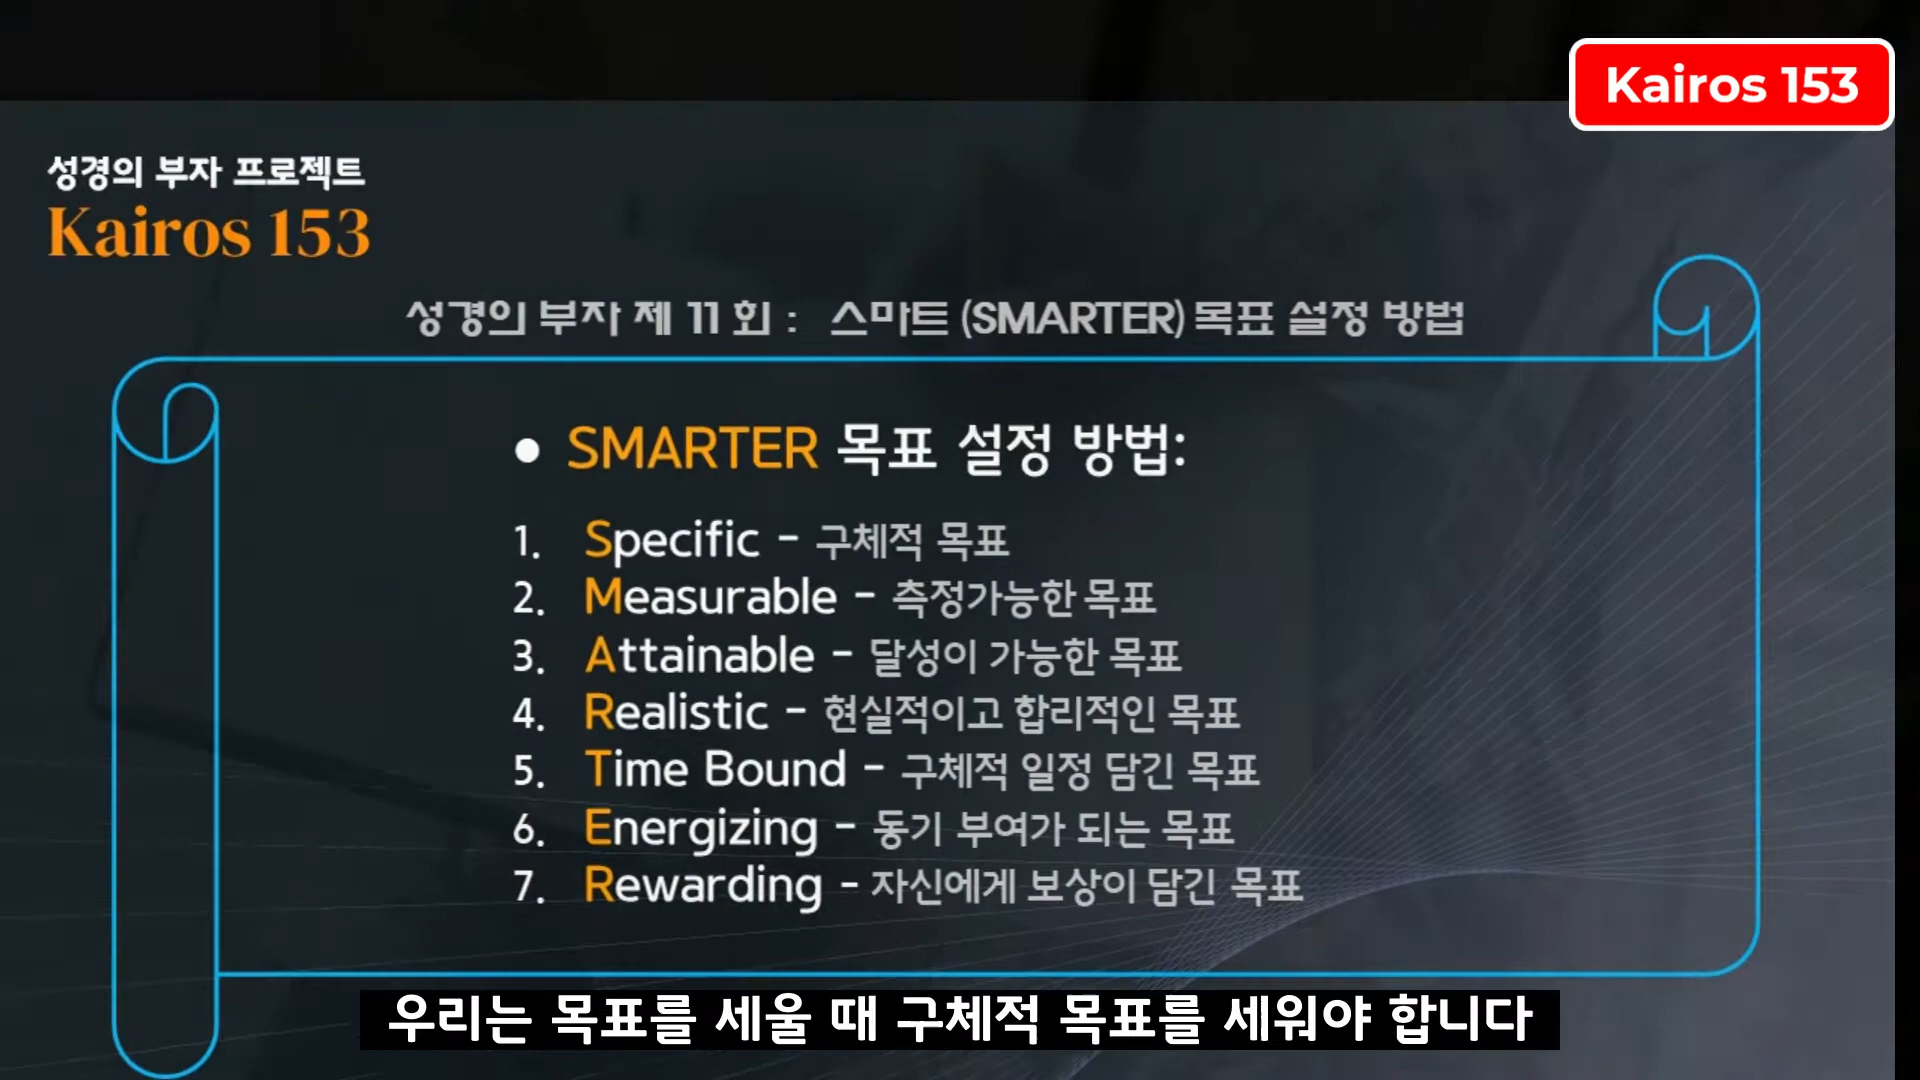 Kairos 153
성경의 부자 프로젝트
Kairos 153
성경의 부자 제 11 회 : 스마트 (SMARTER) 목표 설정 방법
● SMARTER 목표 설정 방법:
1. Specific - 구체적 목표
2. Measurable - 측정가능한 목표
3. Attainable - 달성이 가능한 목표
4. Realistic - 현실적이고 합리적인 목표
5. Time Bound - 구체적 일정 담긴 목표
6. Energizing - 동기 부여가 되는 목표
7. Rewarding - 자신에게 보상이 담긴 목표
우리는 목표를 세울 때 구체적 목표를 세워야 합니다